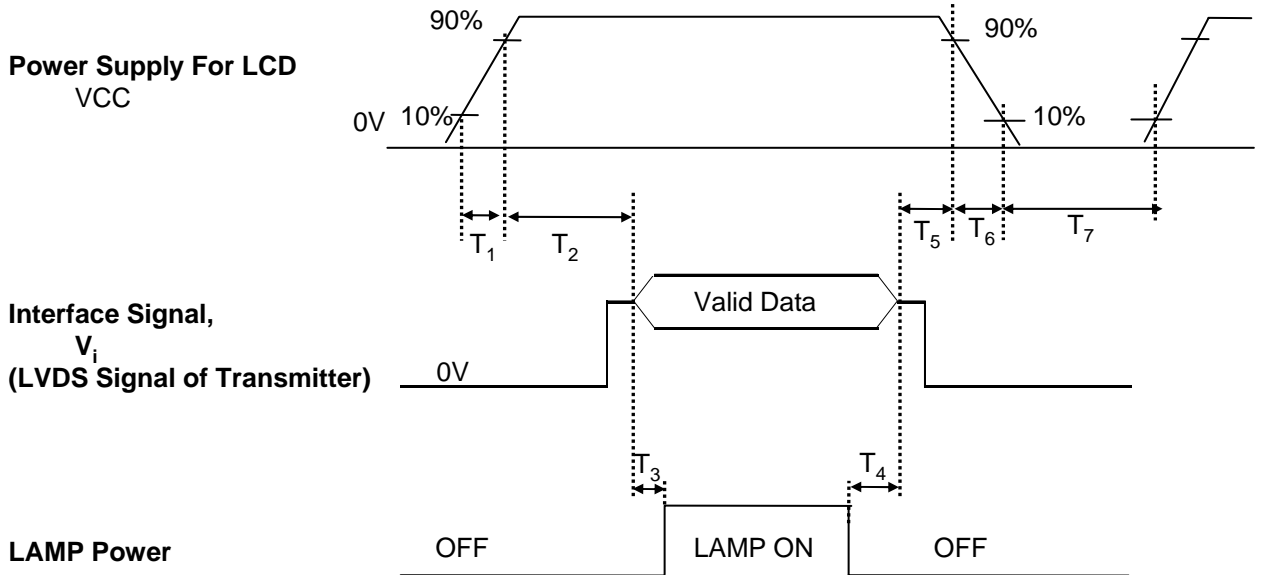 90%
90%
Power Supply For LCD
VCC
0V 10%
10%
T1
T2
T5
T6
T7
Valid Data
Interface Signal,
Vi
(LVDS Signal of Transmitter)
0V
T3
T4
LAMP Power
OFF
LAMP ON
OFF